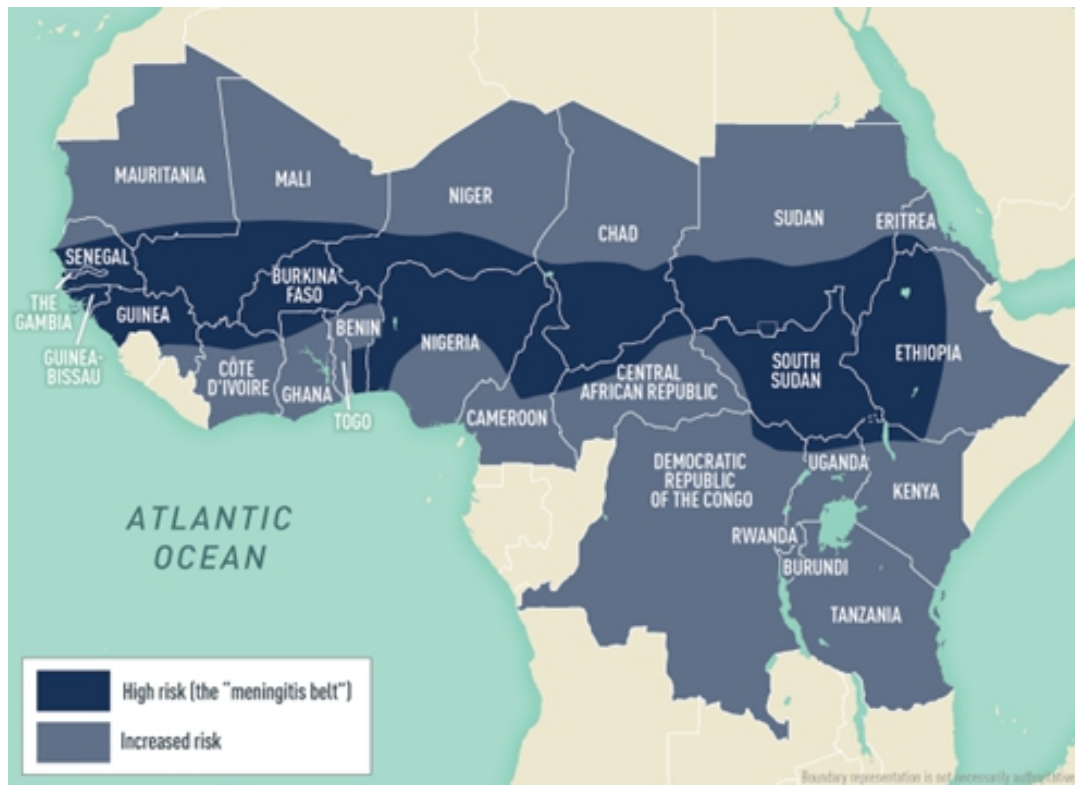 MAURITANIA
MALI
NIGER
CHAD
SUDAN
ERITREA
SENEGAL
THE
GAMBIA
GUINEA-
BISSAU
GUINEA
BURKINA
FASO
BENIN
NIGERIA
CÔTE
D'IVOIRE
GHANA
TOGO
CAMEROON
CENTRAL
AFRICAN REPUBLIC
SOUTH
SUDAN
ETHIOPIA
DEMOCRATIC
REPUBLIC
OF THE CONGO
UGANDA
KENYA
RWANDA
BURUNDI
TANZANIA
ATLANTIC
OCEAN
High risk (the "meningitis belt")
Increased risk
Boundary representation is not necessarily authoritative